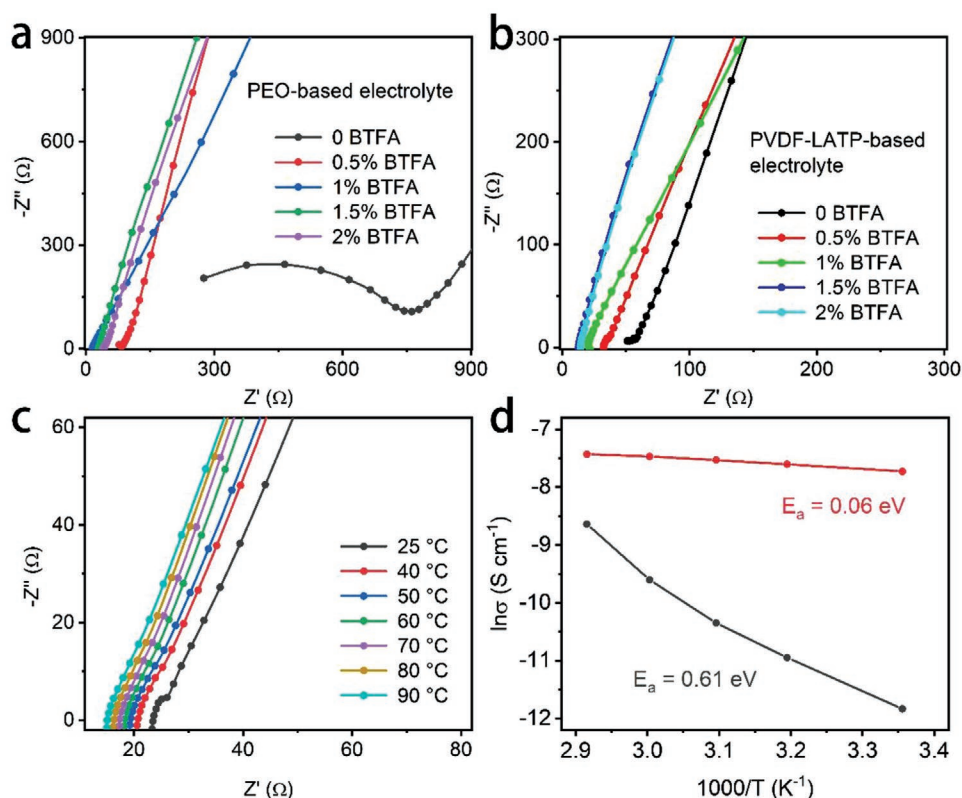 a
900
600
300
0
-Z'' (Ω)
PEO-based electrolyte
0 BTFA
0.5% BTFA
1% BTFA
1.5% BTFA
2% BTFA
0 300 600 900
Z' (Ω)
b
300
200
100
0
-Z'' (Ω)
PVDF-LATP-based
electrolyte
0 BTFA
0.5% BTFA
1% BTFA
1.5% BTFA
2% BTFA
0 100 200 300
Z' (Ω)
c
60
40
20
0
-Z'' (Ω)
25 °C
40 °C
50 °C
60 °C
70 °C
80 °C
90 °C
20 40 60 80
Z' (Ω)
d
-7
-8
-9
-10
-11
-12
lnσ (S cm⁻¹)
Eₐ = 0.06 eV
Eₐ = 0.61 eV
2.9 3.0 3.1 3.2 3.3 3.4
1000/T (K⁻¹)